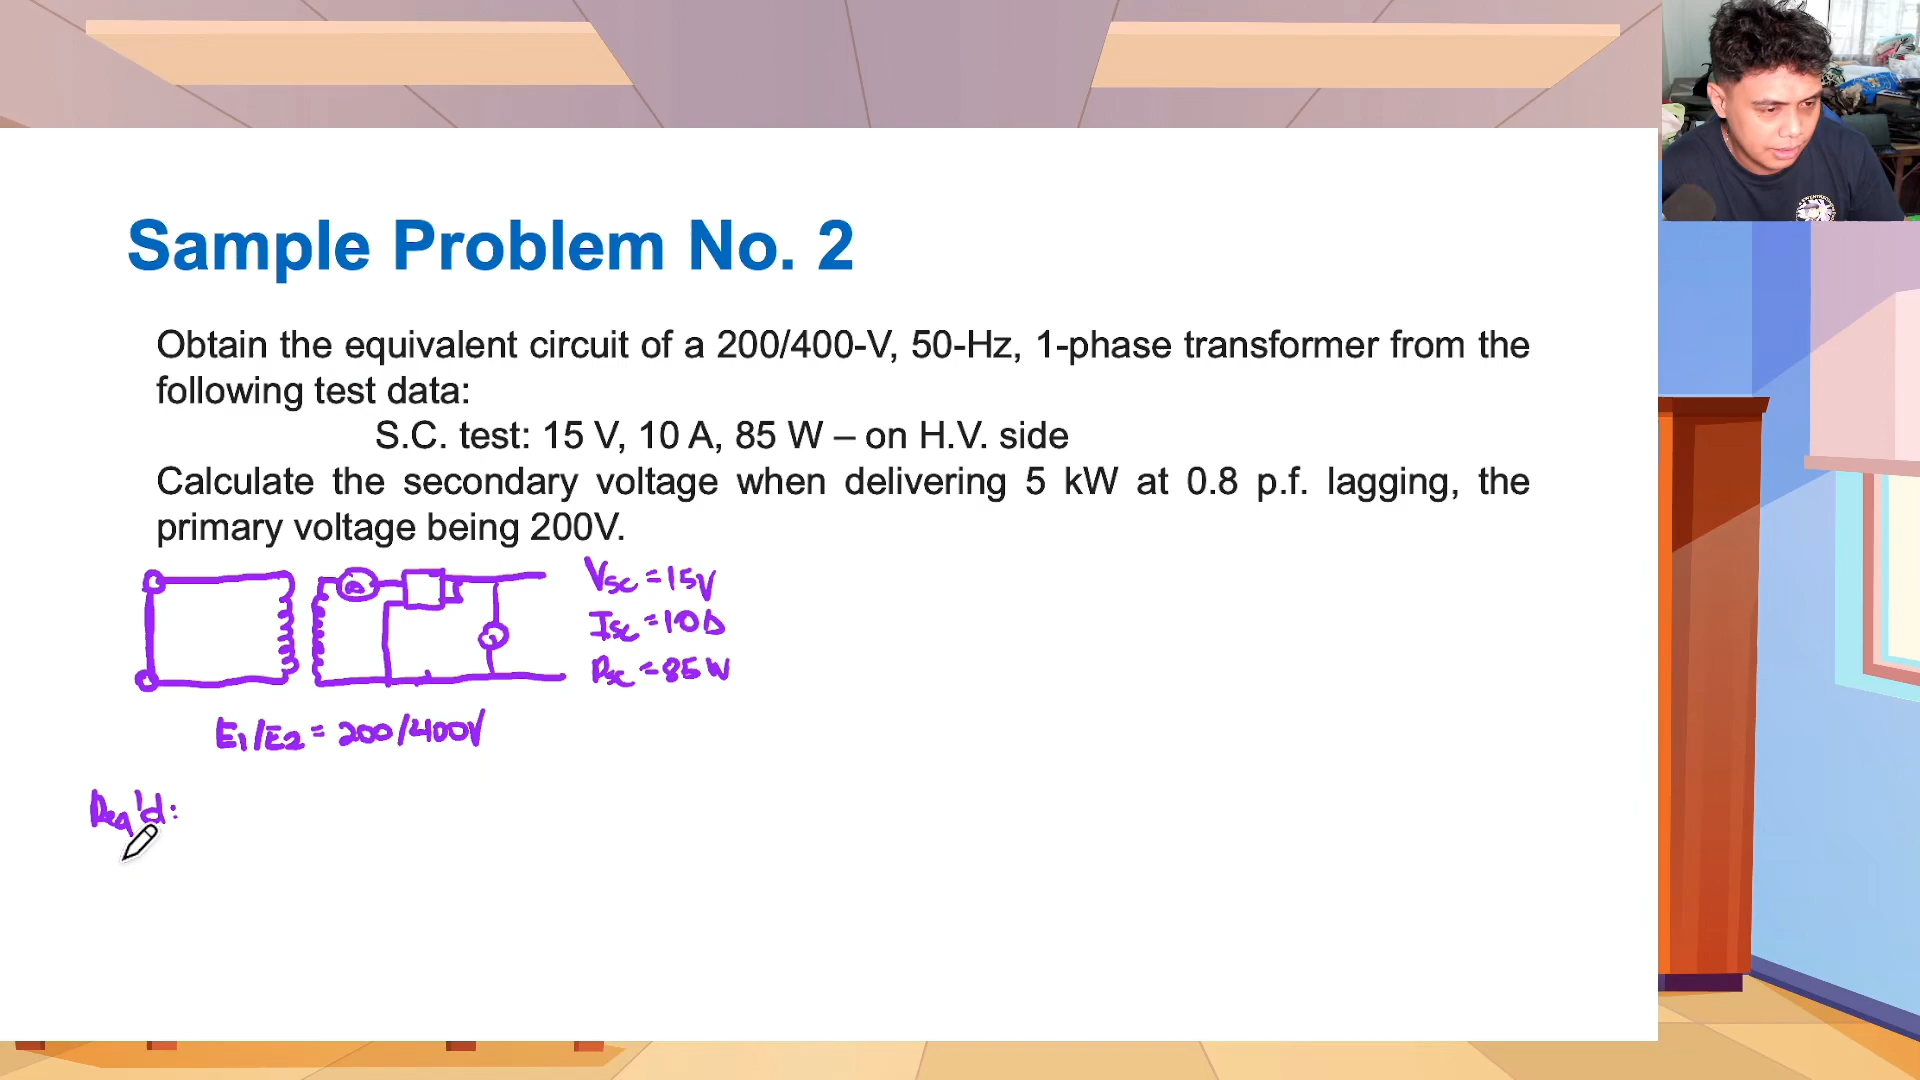 Sample Problem No. 2
Obtain the equivalent circuit of a 200/400-V, 50-Hz, 1-phase transformer from the
following test data:
S.C. test: 15 V, 10 A, 85 W – on H.V. side
Calculate the secondary voltage when delivering 5 kW at 0.8 p.f. lagging, the
primary voltage being 200V.
Vsc = 15V
Isc = 10A
Psc = 85W
E1/E2 = 200/400V
Req'd: